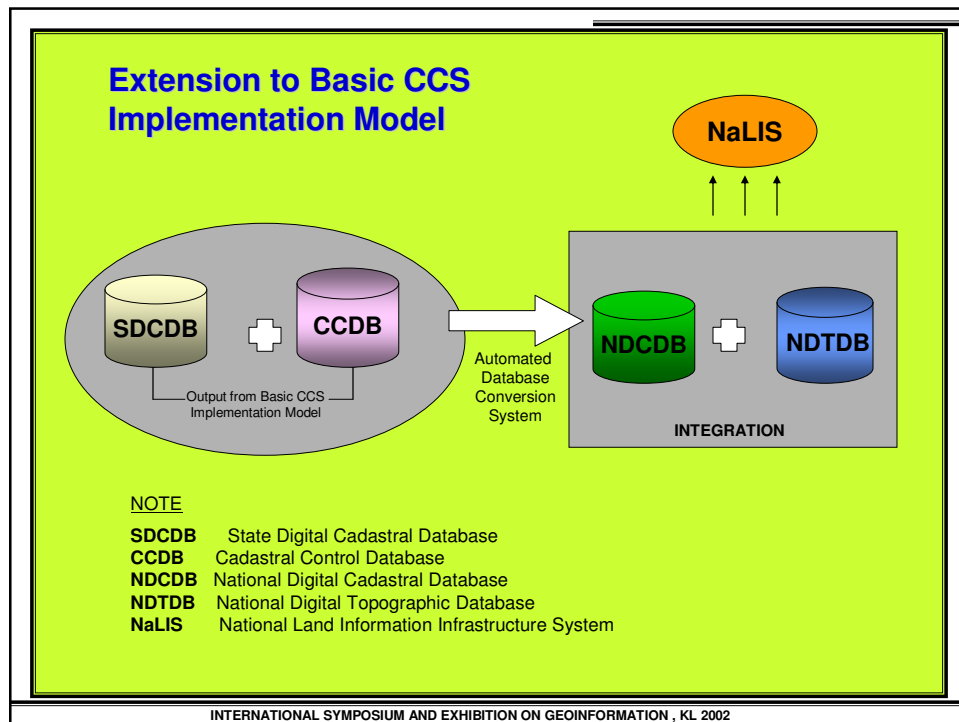 Extension to Basic CCS
Implementation Model
NaLIS
SDCDB
CCDB
Output from Basic CCS
Implementation Model
Automated
Database
Conversion
System
NDCDB
NDTDB
INTEGRATION
NOTE
SDCDB State Digital Cadastral Database
CCDB Cadastral Control Database
NDCDB National Digital Cadastral Database
NDTDB National Digital Topographic Database
NaLIS National Land Information Infrastructure System
INTERNATIONAL SYMPOSIUM AND EXHIBITION ON GEOINFORMATION , KL 2002